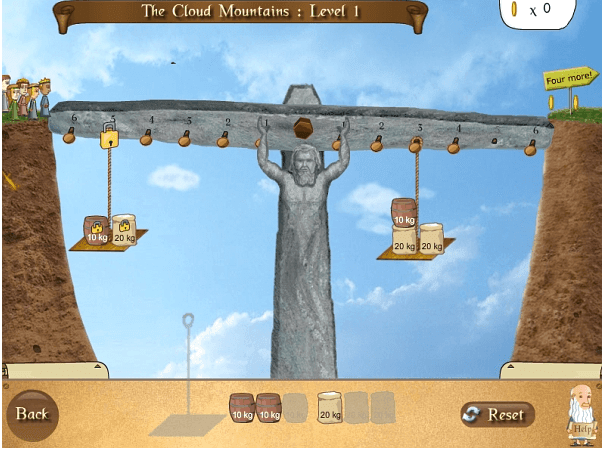 The Cloud Mountains : Level 1
x 0
Four more!
6 5 4 3 2 1 1 2 3 4 6
10 kg 20 kg
10 kg
20 kg 20 kg
10 kg 10 kg 20 kg
Back
Reset
Help